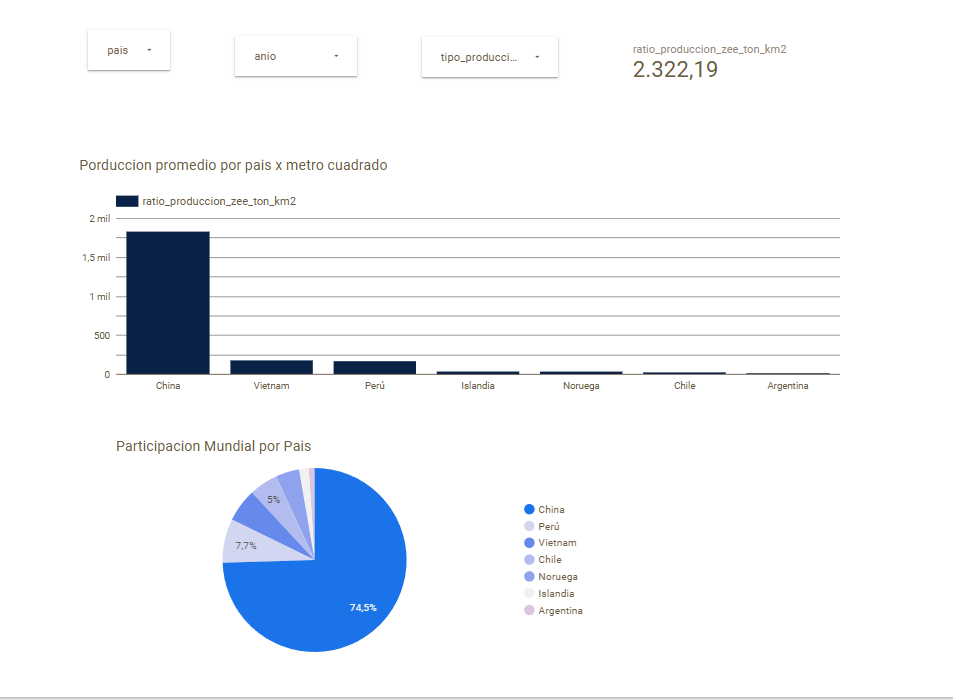 pais
anio
tipo_producci...
ratio_produccion_zee_ton_km2
2.322,19
Porduccion promedio por pais x metro cuadrado
ratio_produccion_zee_ton_km2
2 mil
1,5 mil
1 mil
500
0
China Vietnam Perú Islandia Noruega Chile Argentina
Participacion Mundial por Pais
5%
7,7%
74,5%
China
Perú
Vietnam
Chile
Noruega
Islandia
Argentina